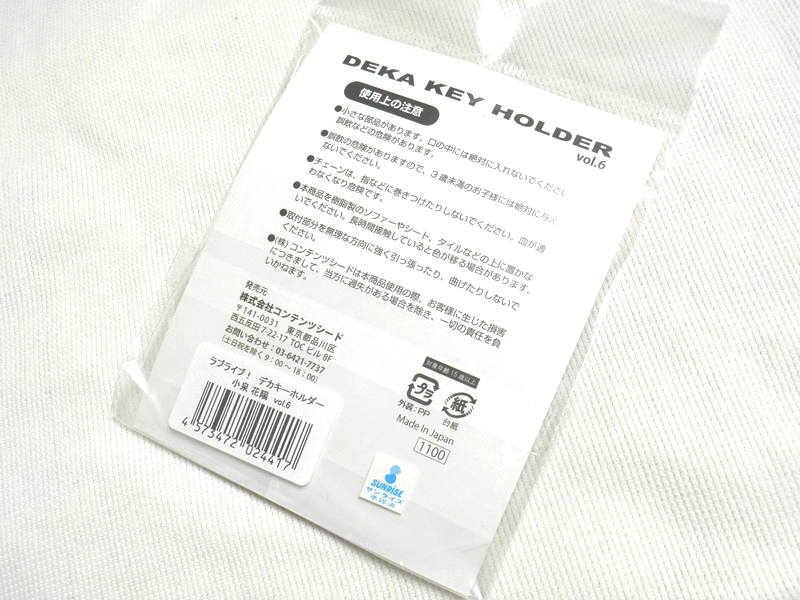 DEKA KEY HOLDER
vol.6
使用上の注意
●小さな部品があります。口の中には絶対に入れないでください。
誤飲などの危険があります。
●誤飲の危険がありますので、3歳未満のお子様には絶対に与え
ないでください。
●チェーンは、指などに巻きつけたりしないでください。血が通
わなくなり危険です。
●本商品を樹脂製のソファーやシート、タイルなどの上に置かな
いでください。長時間接触していると色が移る場合があります。
●取付部分を無理な方向に強く引っ張ったり、曲げたりしないで
ください。
●(株)コンテンツシードは本商品使用の際、お客様に生じた損害
につきまして、当方に過失がある場合を除き、一切の責任を負
いかねます。
発売元
株式会社コンテンツシード
〒141-0031 東京都品川区
西五反田7-22-17 TOCビル8F
お問い合わせ:03-6421-7737
(土日祝を除く9:00〜18:00)
ラブライブ! デカキーホルダー
小泉 花陽 vol.6
4 573472 024417
対象年齢15歳以上
プラ
紙
外装:PP
台紙
Made In Japan
1100
SUNRISE
サンライズ
承認済